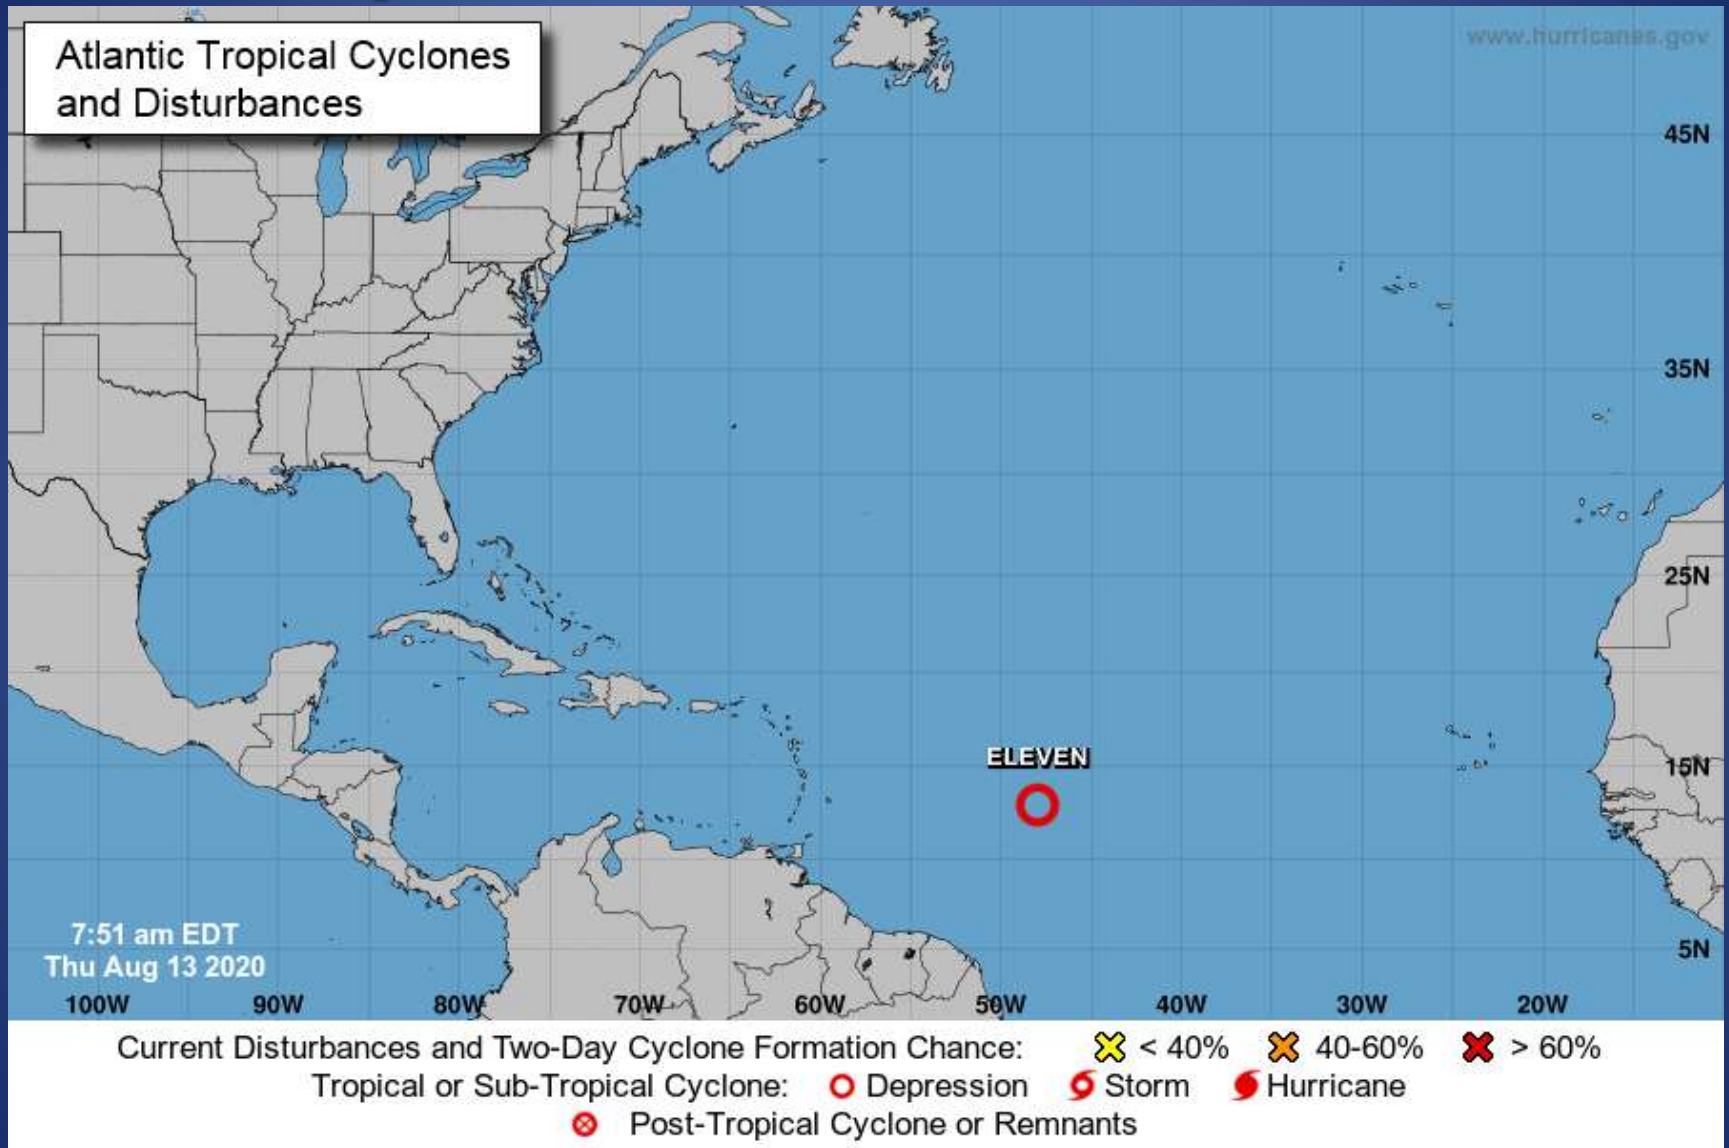 Atlantic Tropical Cyclones
and Disturbances
www.hurricanes.gov
45N
35N
25N
ELEVEN
15N
7:51 am EDT
Thu Aug 13 2020
5N
100W 90W 80W 70W 60W 50W 40W 30W 20W
Current Disturbances and Two-Day Cyclone Formation Chance: < 40% 40-60% > 60%
Tropical or Sub-Tropical Cyclone: Depression Storm Hurricane
Post-Tropical Cyclone or Remnants